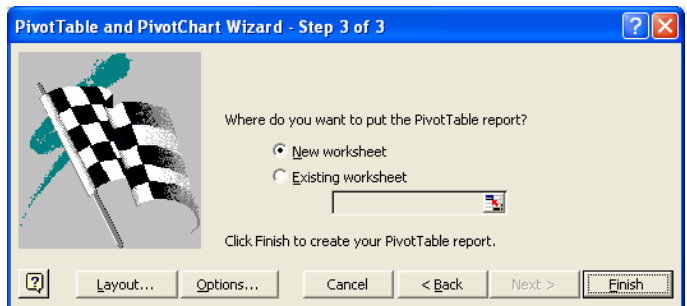 PivotTable and PivotChart Wizard - Step 3 of 3
Where do you want to put the PivotTable report?
New worksheet
Existing worksheet
Click Finish to create your PivotTable report.
Layout... Options... Cancel < Back Next > Finish